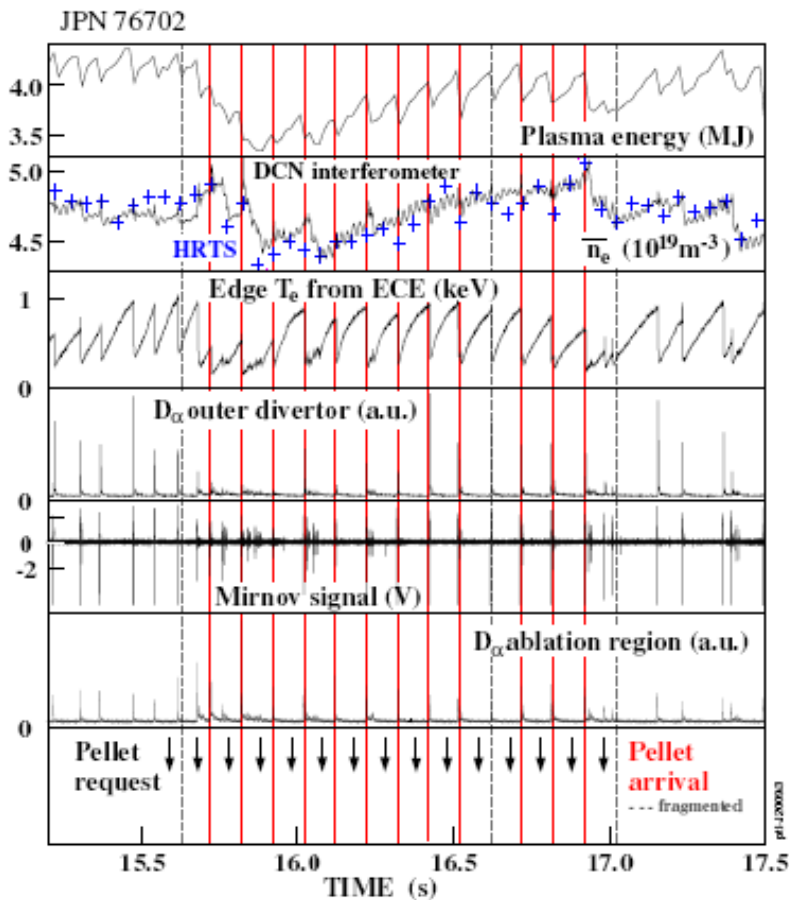 JPN 76702
4.0
3.5
Plasma energy (MJ)
5.0
DCN interferometer
4.5
HRTS
n̅e (10¹⁹m⁻³)
Edge Te from ECE (keV)
1
0
Dα outer divertor (a.u.)
0
0
-2
Mirnov signal (V)
Dα ablation region (a.u.)
0
Pellet
request
Pellet
arrival
--- fragmented
15.5 16.0 16.5 17.0 17.5
TIME (s)